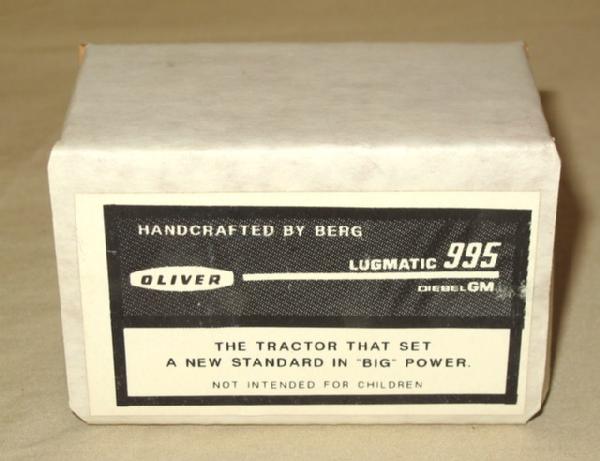 HANDCRAFTED BY BERG
LUGMATIC 995
OLIVER
DIESEL GM
THE TRACTOR THAT SET
A NEW STANDARD IN "BIG" POWER.
NOT INTENDED FOR CHILDREN